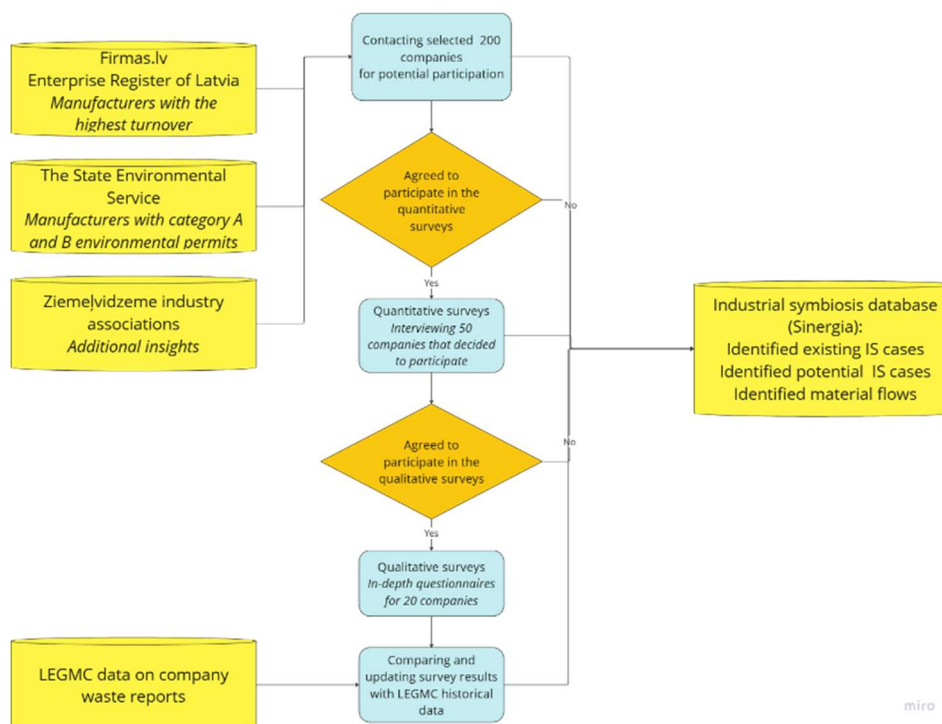 Contacting selected 200
companies
for potential participation
Firmas.lv
Enterprise Register of Latvia
Manufacturers with the
highest turnover
The State Environmental
Service
Manufacturers with category A
and B environmental permits
Agreed to
participate in the
quantitative
surveys
No
Ziemeļvidzeme industry
associations
Additional insights
Yes
Quantitative surveys
Interviewing 50
companies that decided
to participate
Industrial symbiosis database
(Sinergia):
Identified existing IS cases
Identified potential IS cases
Identified material flows
Agreed to
participate in the
qualitative surveys
No
Yes
Qualitative surveys
In-depth questionnaires
for 20 companies
LEGMC data on company
waste reports
Comparing and
updating survey results
with LEGMC historical
data
miro